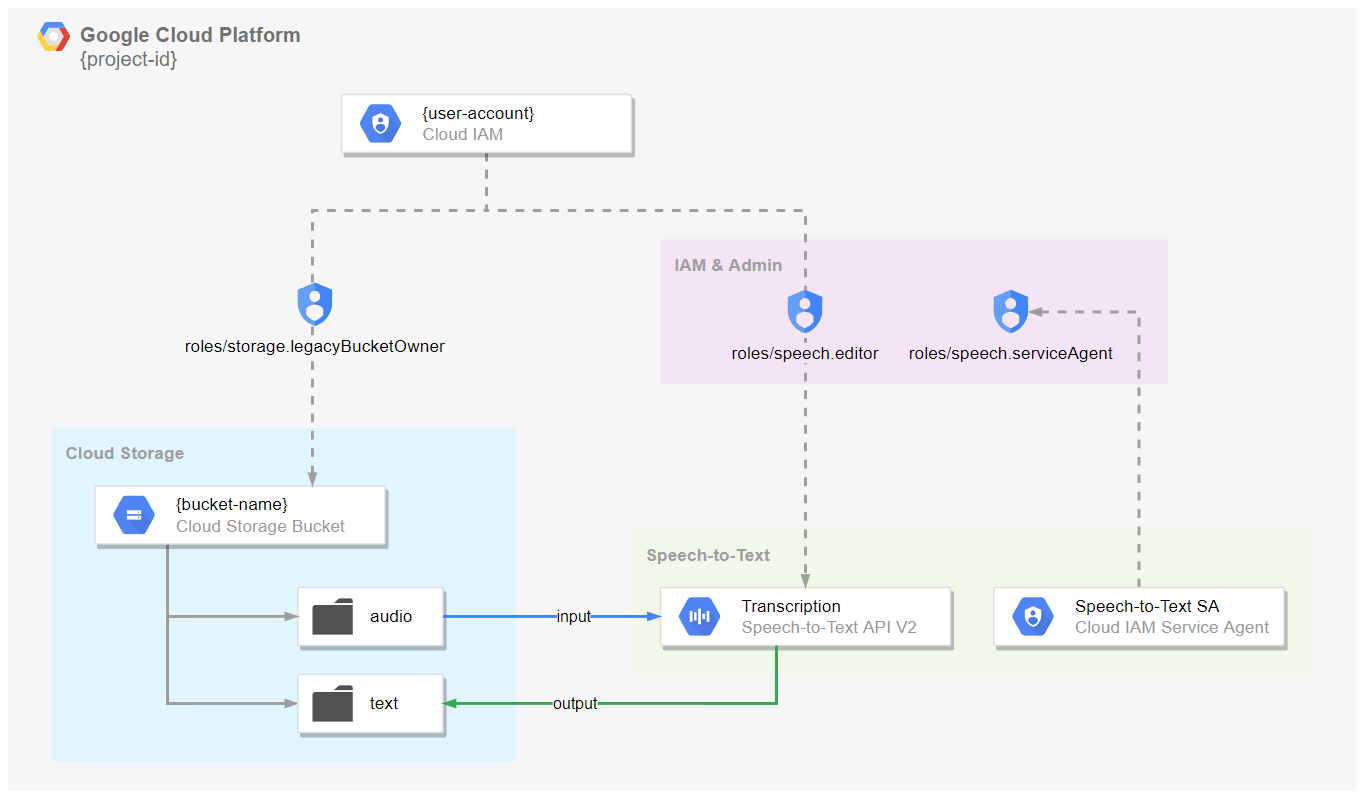 Google Cloud Platform
{project-id}
{user-account}
Cloud IAM
IAM & Admin
roles/storage.legacyBucketOwner
roles/speech.editor
roles/speech.serviceAgent
Cloud Storage
{bucket-name}
Cloud Storage Bucket
audio
text
input
output
Speech-to-Text
Transcription
Speech-to-Text API V2
Speech-to-Text SA
Cloud IAM Service Agent